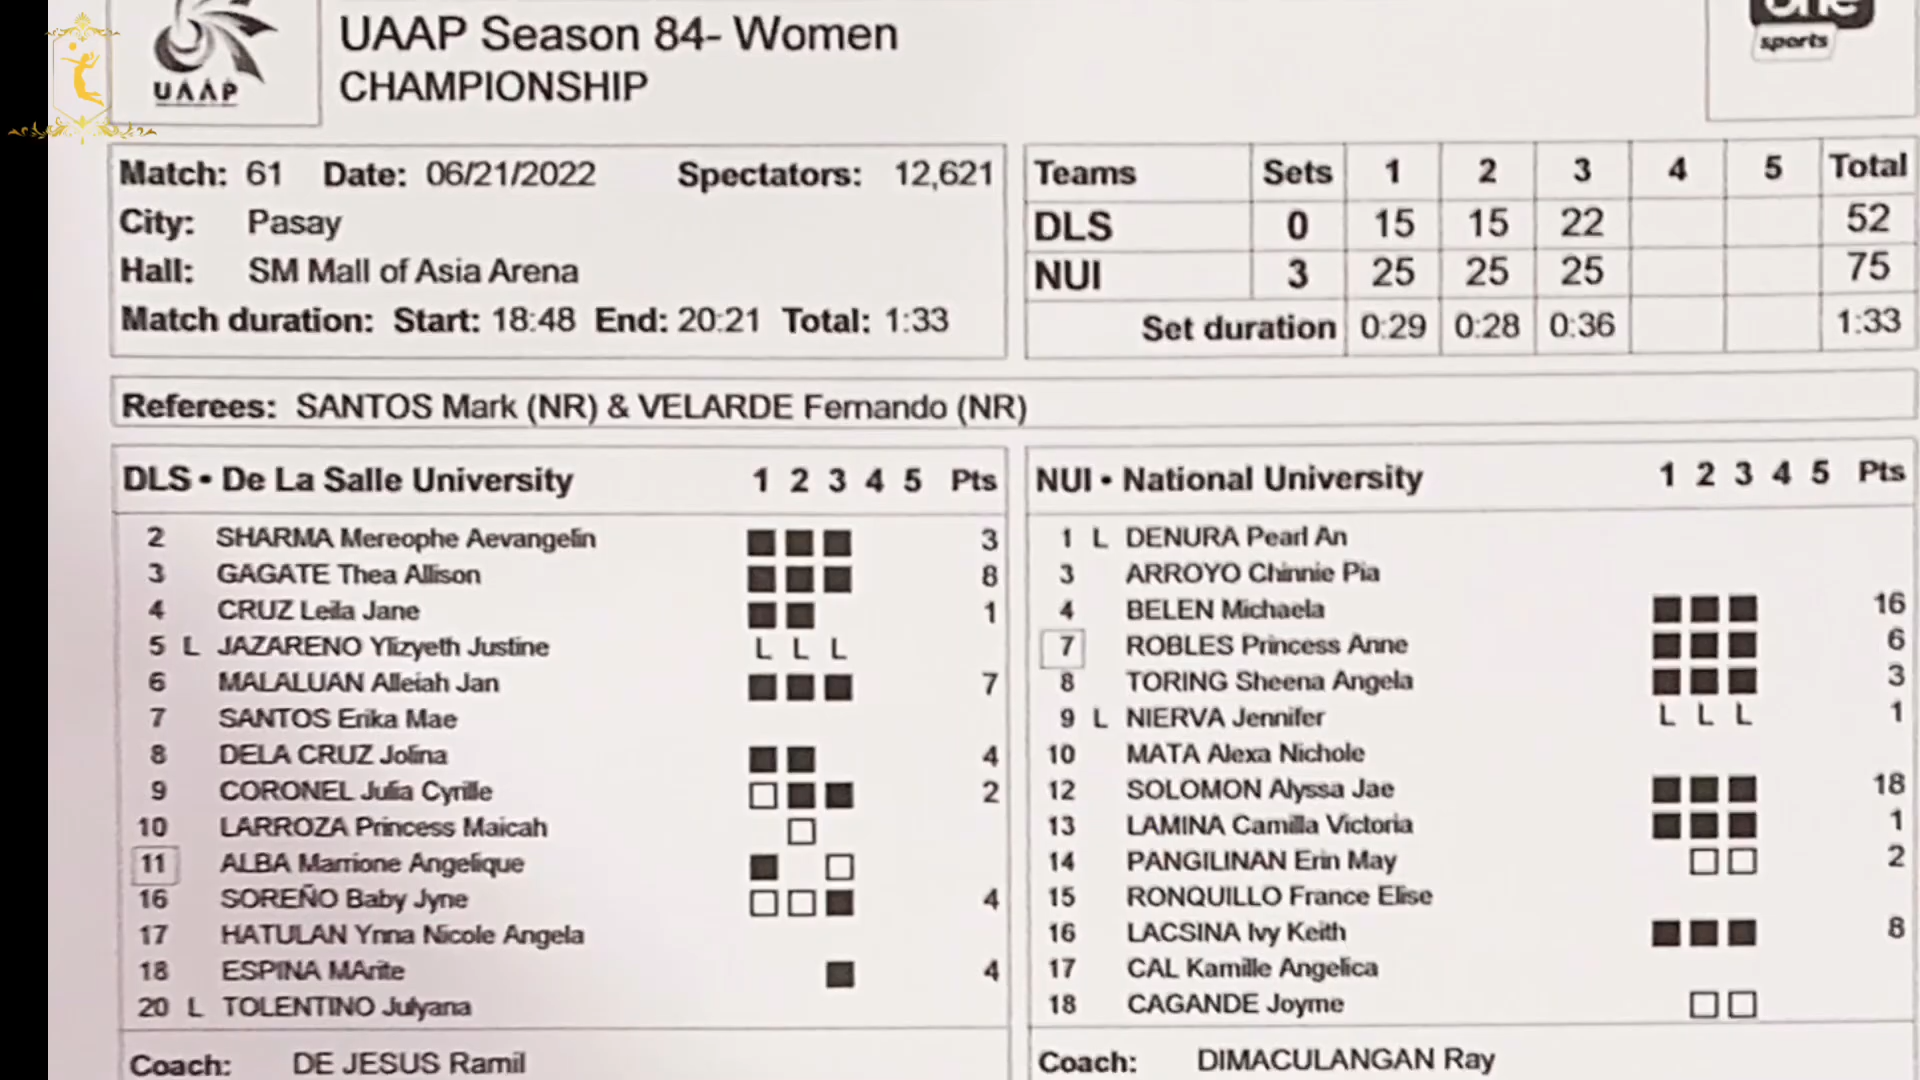 UAAP
UAAP Season 84- Women
CHAMPIONSHIP
one
sports
Match: 61 Date: 06/21/2022 Spectators: 12,621
City: Pasay
Hall: SM Mall of Asia Arena
Match duration: Start: 18:48 End: 20:21 Total: 1:33
Teams Sets 1 2 3 4 5 Total
DLS 0 15 15 22 52
NUI 3 25 25 25 75
Set duration 0:29 0:28 0:36 1:33
Referees: SANTOS Mark (NR) & VELARDE Fernando (NR)
DLS • De La Salle University 1 2 3 4 5 Pts
2 SHARMA Mereophe Aevangelin 3
3 GAGATE Thea Allison 8
4 CRUZ Leila Jane 1
5 L JAZARENO Ylizyeth Justine L L L
6 MALALUAN Alleiah Jan 7
7 SANTOS Erika Mae
8 DELA CRUZ Jolina 4
9 CORONEL Julia Cyrille 2
10 LARROZA Princess Maicah
11 ALBA Marrione Angelique
16 SOREÑO Baby Jyne 4
17 HATULAN Ynna Nicole Angela
18 ESPINA MArite 4
20 L TOLENTINO Julyana
Coach: DE JESUS Ramil
NUI • National University 1 2 3 4 5 Pts
1 L DENURA Pearl An
3 ARROYO Chinnie Pia
4 BELEN Michaela 16
7 ROBLES Princess Anne 6
8 TORING Sheena Angela 3
9 L NIERVA Jennifer L L L 1
10 MATA Alexa Nichole
12 SOLOMON Alyssa Jae 18
13 LAMINA Camilla Victoria 1
14 PANGILINAN Erin May 2
15 RONQUILLO France Elise
16 LACSINA Ivy Keith 8
17 CAL Kamille Angelica
18 CAGANDE Joyme
Coach: DIMACULANGAN Ray